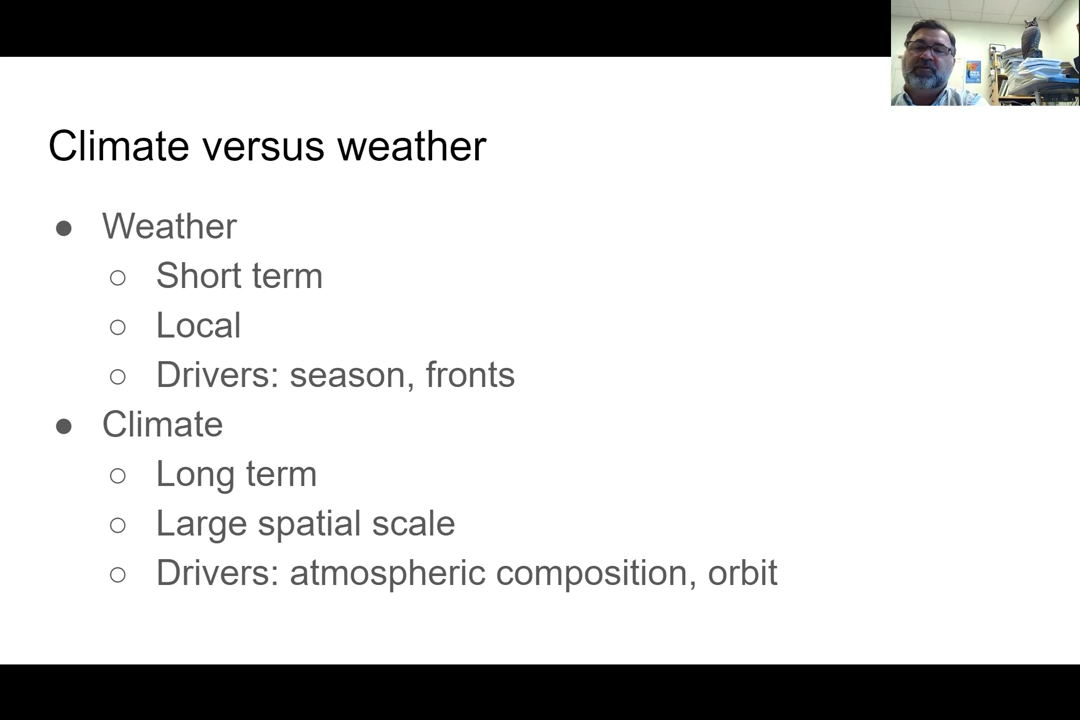 Climate versus weather
● Weather
○ Short term
○ Local
○ Drivers: season, fronts
● Climate
○ Long term
○ Large spatial scale
○ Drivers: atmospheric composition, orbit